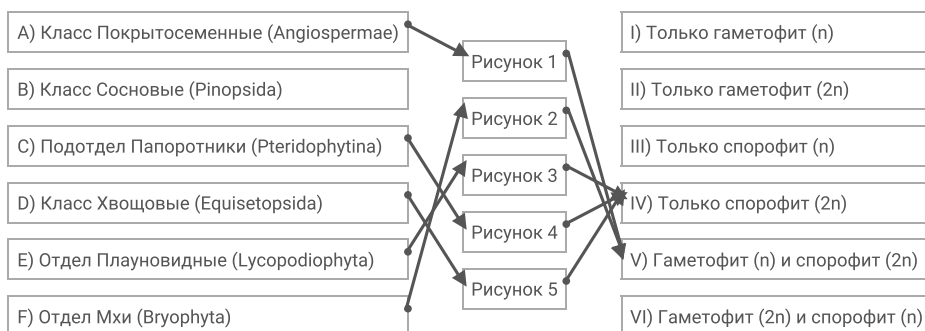 A) Класс Покрытосеменные (Angiospermae)
B) Класс Сосновые (Pinopsida)
C) Подотдел Папоротники (Pteridophytina)
D) Класс Хвощовые (Equisetopsida)
E) Отдел Плауновидные (Lycopodiophyta)
F) Отдел Мхи (Bryophyta)
Рисунок 1
Рисунок 2
Рисунок 3
Рисунок 4
Рисунок 5
I) Только гаметофит (n)
II) Только гаметофит (2n)
III) Только спорофит (n)
IV) Только спорофит (2n)
V) Гаметофит (n) и спорофит (2n)
VI) Гаметофит (2n) и спорофит (n)